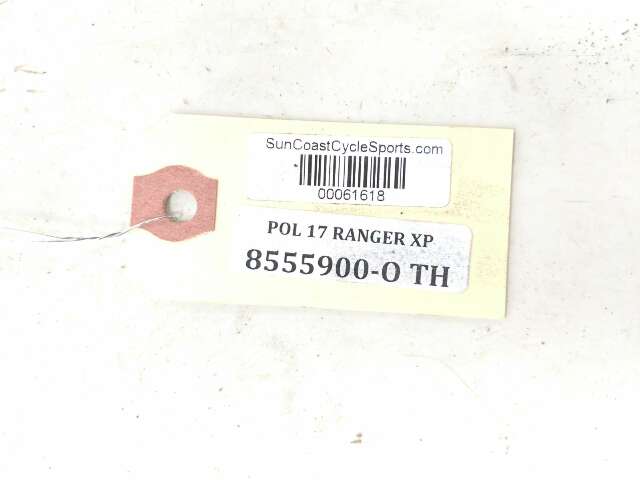 SunCoastCycleSports.com
00061618
POL 17 RANGER XP
8555900-O TH